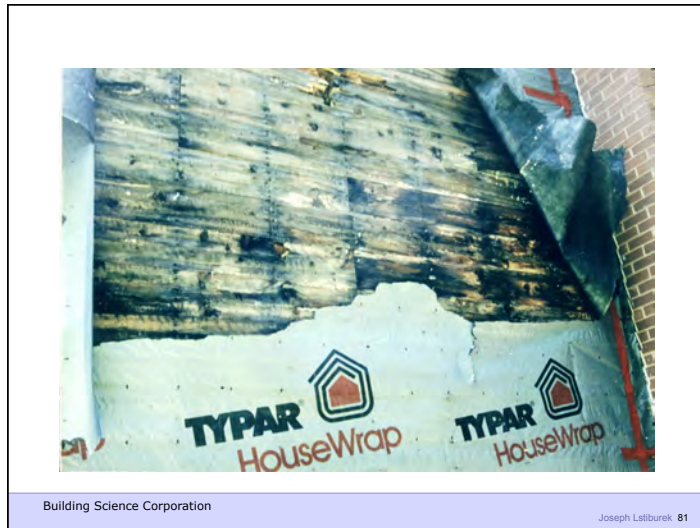 TYPAR
HouseWrap
TYPAR
HouseWrap
Building Science Corporation
Joseph Lstiburek 81